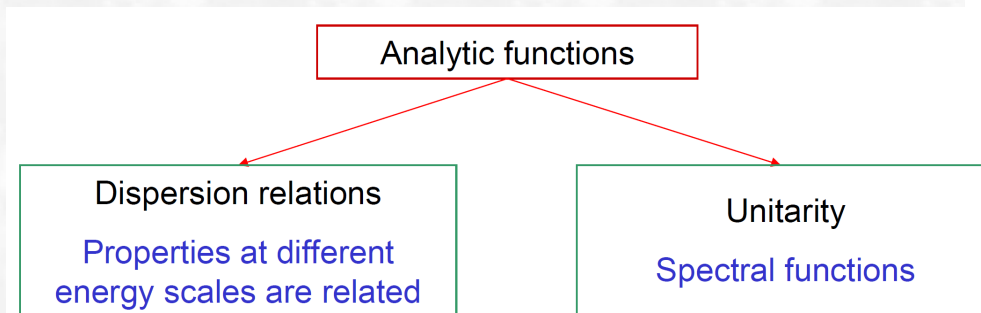 Analytic functions
Dispersion relations
Properties at different
energy scales are related
Unitarity
Spectral functions